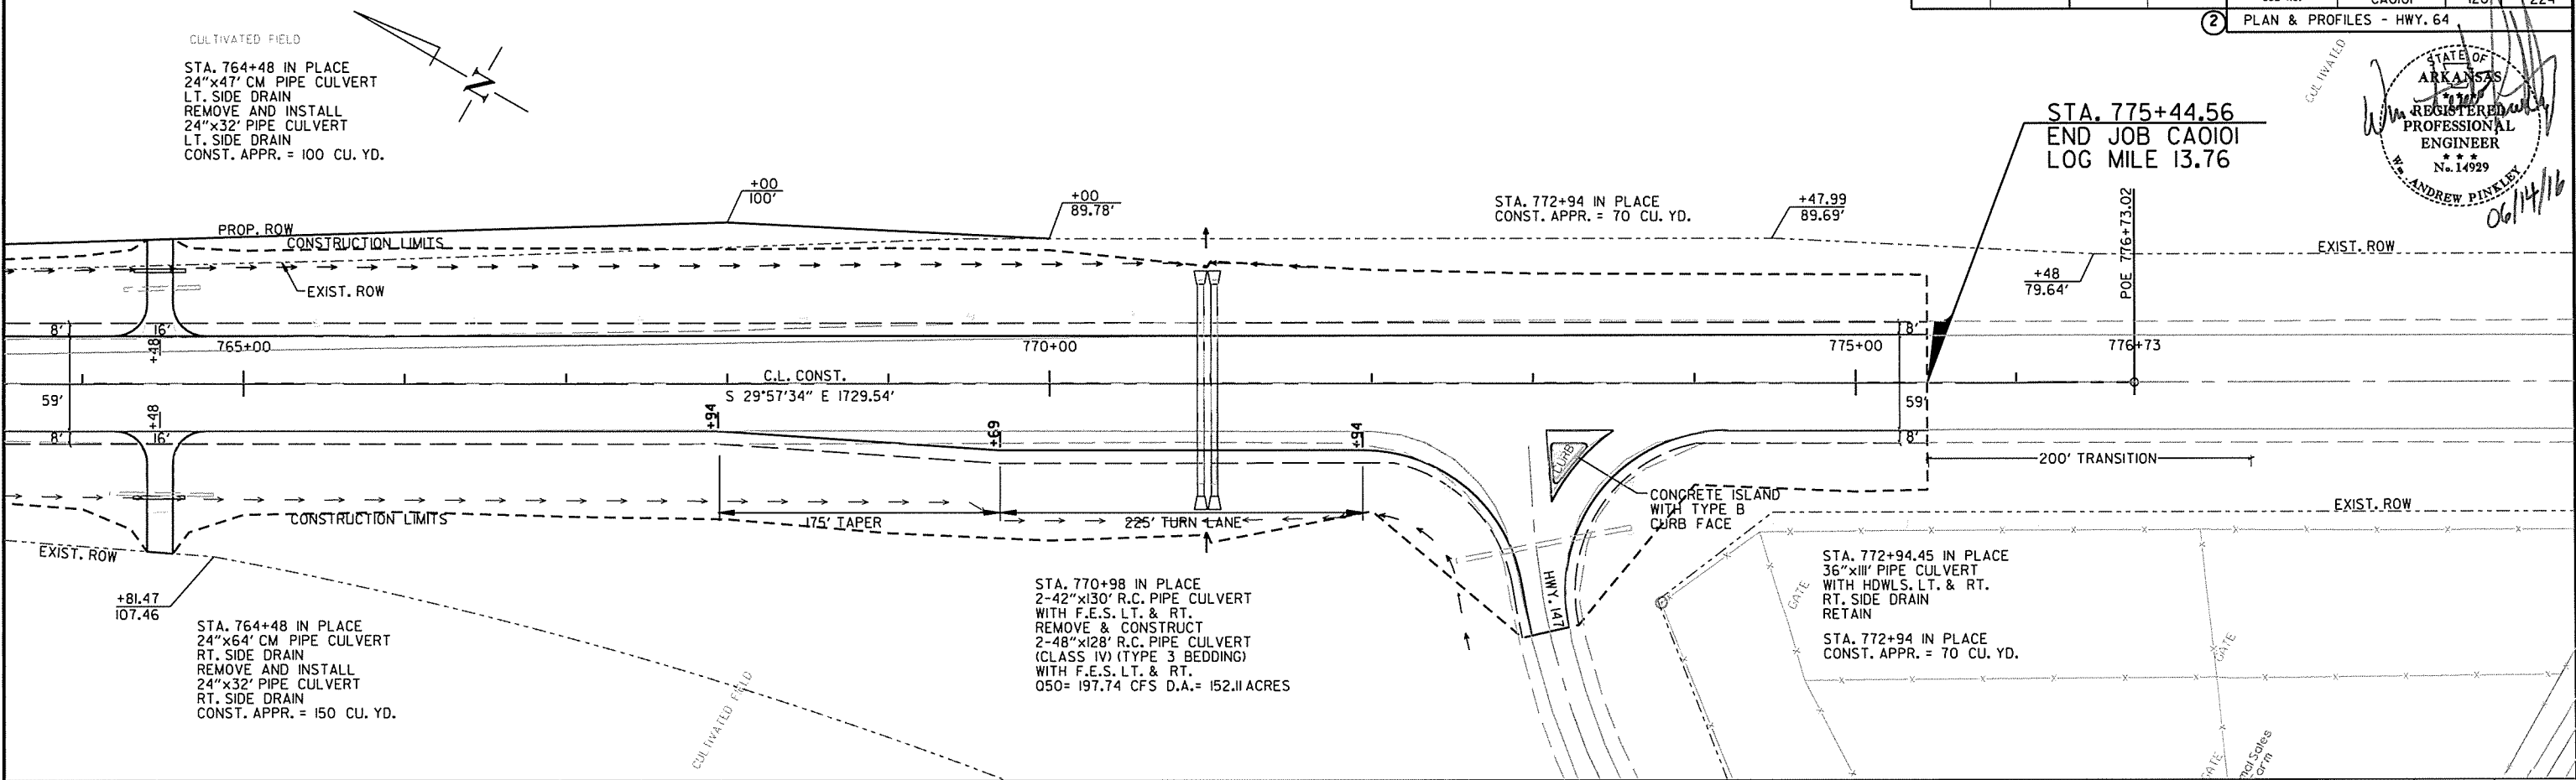 CA0101
2 PLAN & PROFILES - HWY. 64
CULTIVATED FIELD
STA. 764+48 IN PLACE
24"x47' CM PIPE CULVERT
LT. SIDE DRAIN
REMOVE AND INSTALL
24"x32' PIPE CULVERT
LT. SIDE DRAIN
CONST. APPR. = 100 CU. YD.
N
CULTIVATED
STATE OF
ARKANSAS
REGISTERED
PROFESSIONAL
ENGINEER
No. 14929
Wm. ANDREW PINKLEY
06/14/16
STA. 775+44.56
END JOB CA0101
LOG MILE 13.76
+00
100'
+00
89.78'
STA. 772+94 IN PLACE
CONST. APPR. = 70 CU. YD.
+47.99
89.69'
POE 776+73.02
PROP. ROW
CONSTRUCTION LIMITS
EXIST. ROW
EXIST. ROW
+48
79.64'
8'
16'
+48
765+00
770+00
775+00
8'
776+73
C.L. CONST.
S 29°57'34" E 1729.54'
59'
59'
+48
+94
+69
+94
8'
16'
8'
CURB
200' TRANSITION
CONCRETE ISLAND
WITH TYPE B
CURB FACE
CONSTRUCTION LIMITS
175' TAPER
225' TURN LANE
EXIST. ROW
EXIST. ROW
HWY. 147
+81.47
107.46
STA. 764+48 IN PLACE
24"x64' CM PIPE CULVERT
RT. SIDE DRAIN
REMOVE AND INSTALL
24"x32' PIPE CULVERT
RT. SIDE DRAIN
CONST. APPR. = 150 CU. YD.
CULTIVATED FIELD
STA. 770+98 IN PLACE
2-42"x130' R.C. PIPE CULVERT
WITH F.E.S. LT. & RT.
REMOVE & CONSTRUCT
2-48"x128' R.C. PIPE CULVERT
(CLASS IV) (TYPE 3 BEDDING)
WITH F.E.S. LT. & RT.
Q50= 197.74 CFS D.A.= 152.11 ACRES
STA. 772+94.45 IN PLACE
36"x111' PIPE CULVERT
WITH HDWLS. LT. & RT.
RT. SIDE DRAIN
RETAIN
STA. 772+94 IN PLACE
CONST. APPR. = 70 CU. YD.
GATE
GATE
GATE
Sales